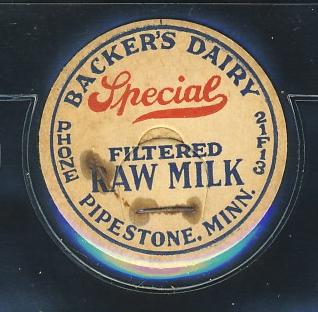 BACKER'S DAIRY
Special
PHONE 21F13
FILTERED
RAW MILK
PIPESTONE, MINN.